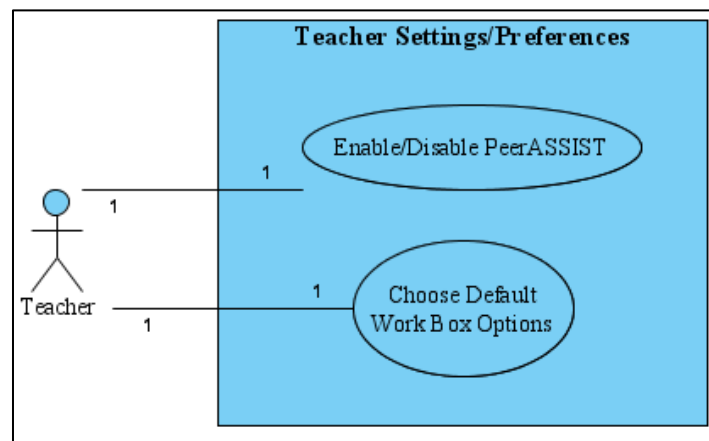 Teacher Settings/Preferences
Enable/Disable PeerASSIST
1
1
Teacher
1
1
Choose Default
Work Box Options